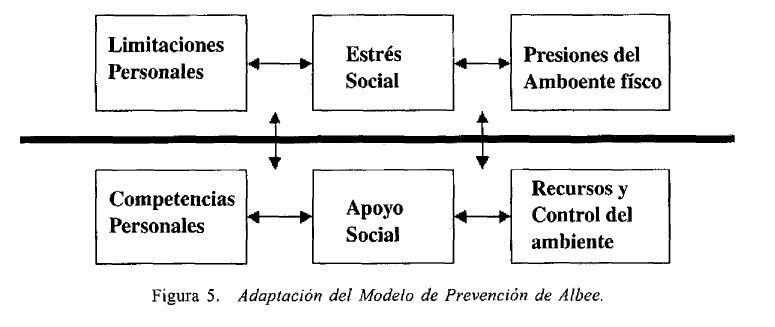 Limitaciones
Personales
Estrés
Social
Presiones del
Amboente físco
Competencias
Personales
Apoyo
Social
Recursos y
Control del
ambiente
Figura 5. Adaptación del Modelo de Prevención de Albee.